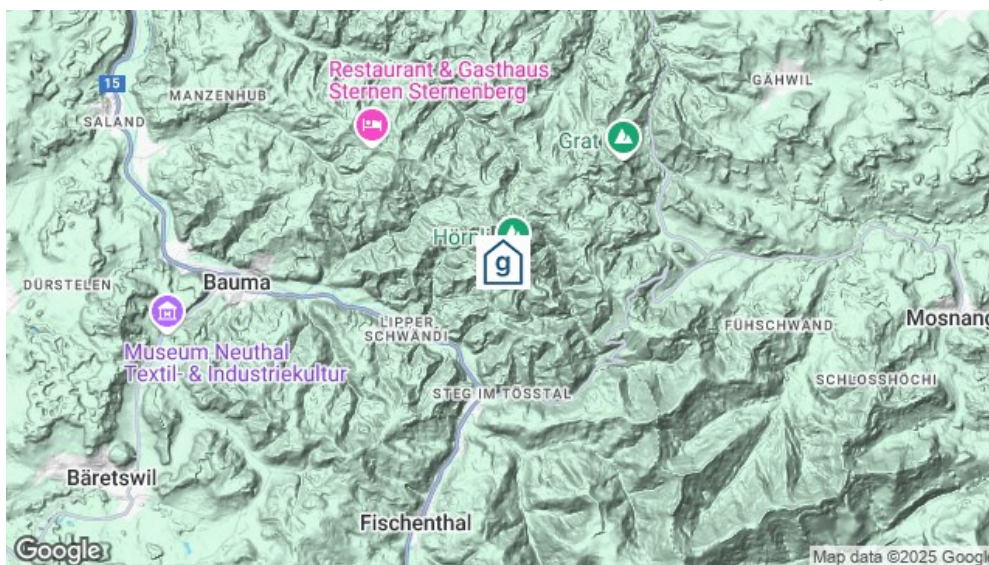 Restaurant & Gasthaus
Sternen Sternenberg
15
MANZENHUB
GÄHWIL
SALAND
Grat
Hörnli
g
DÜRSTELEN
Bauma
LIPPER
SCHWÄNDI
Mosnang
FÜHSCHWAND
Museum Neuthal
Textil- & Industriekultur
STEG IM TÖSSTAL
SCHLOSSHÖCHI
Bäretswil
Fischenthal
Google
Map data ©2025 Google